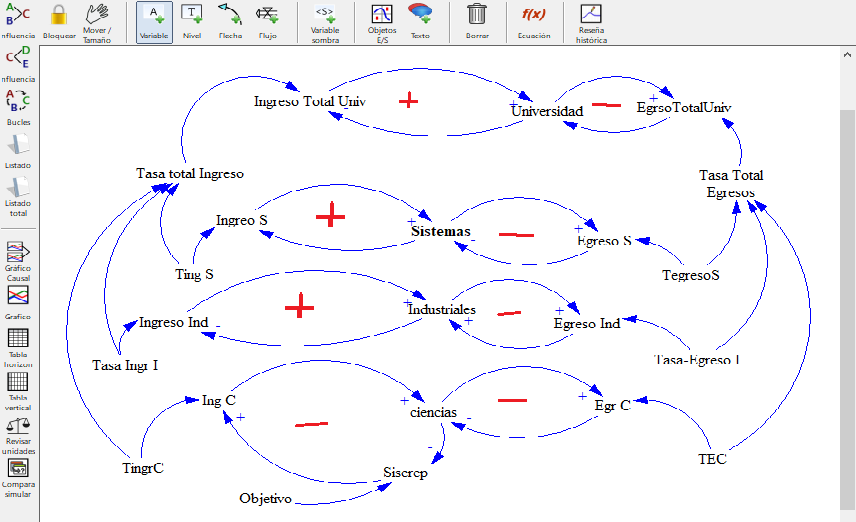 A B C
Influencia
Bloquear
Mover /
Tamaño
A
Variable
T
Nivel
Flecha
Flujo
<S>
Variable
sombra
Objetos
E/S
Texto
Borrar
f(x)
Ecuación
Reseña
histórica
C D E
nfluencia
A B C
Bucles
Listado
Listado
total
Gráfico
Causal
Grafico
Tabla
horizon
Tabla
vertical
Revisar
unidades
Compara
simular
Ingreso Total Univ
+
+
Universidad
+
EgrsoTotalUniv
Tasa total Ingreso
Tasa Total
Egresos
Ingreo S
+
+
Sistemas
-
+
Egreso S
Ting S
TegresoS
Ingreso Ind
-
+
+
Industriales
+
+
Egreso Ind
Tasa Ingr I
Tasa-Egreso I
Ing C
+
+
ciencias
-
+
Egr C
-
TingrC
Siscrep
TEC
Objetivo